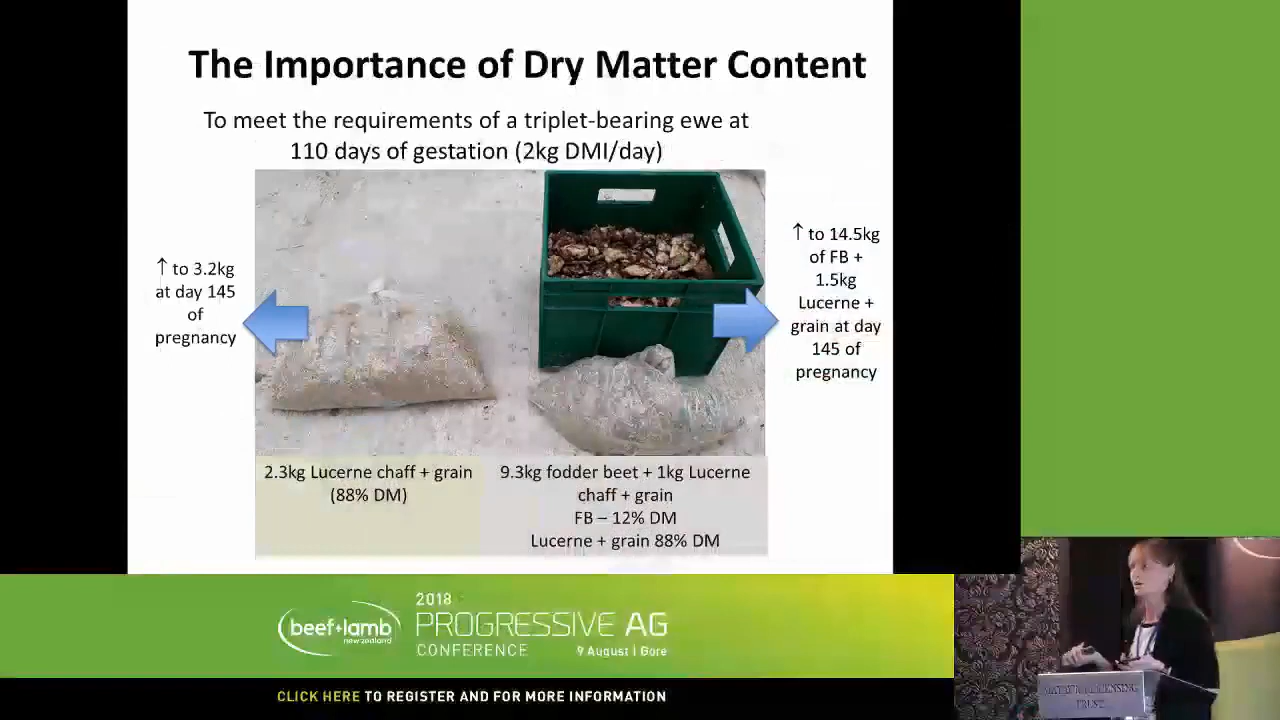 The Importance of Dry Matter Content
To meet the requirements of a triplet-bearing ewe at
110 days of gestation (2kg DMI/day)
↑ to 3.2kg
at day 145
of
pregnancy
↑ to 14.5kg
of FB +
1.5kg
Lucerne +
grain at day
145 of
pregnancy
2.3kg Lucerne chaff + grain
(88% DM)
9.3kg fodder beet + 1kg Lucerne
chaff + grain
FB – 12% DM
Lucerne + grain 88% DM
beef+lamb
new zealand
2018
PROGRESSIVE AG
CONFERENCE
9 August | Gore
CLICK HERE TO REGISTER AND FOR MORE INFORMATION
LICENSING
TRUST